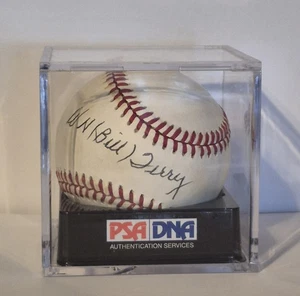 W (Bill) Terry
PSA DNA
AUTHENTICATION SERVICES